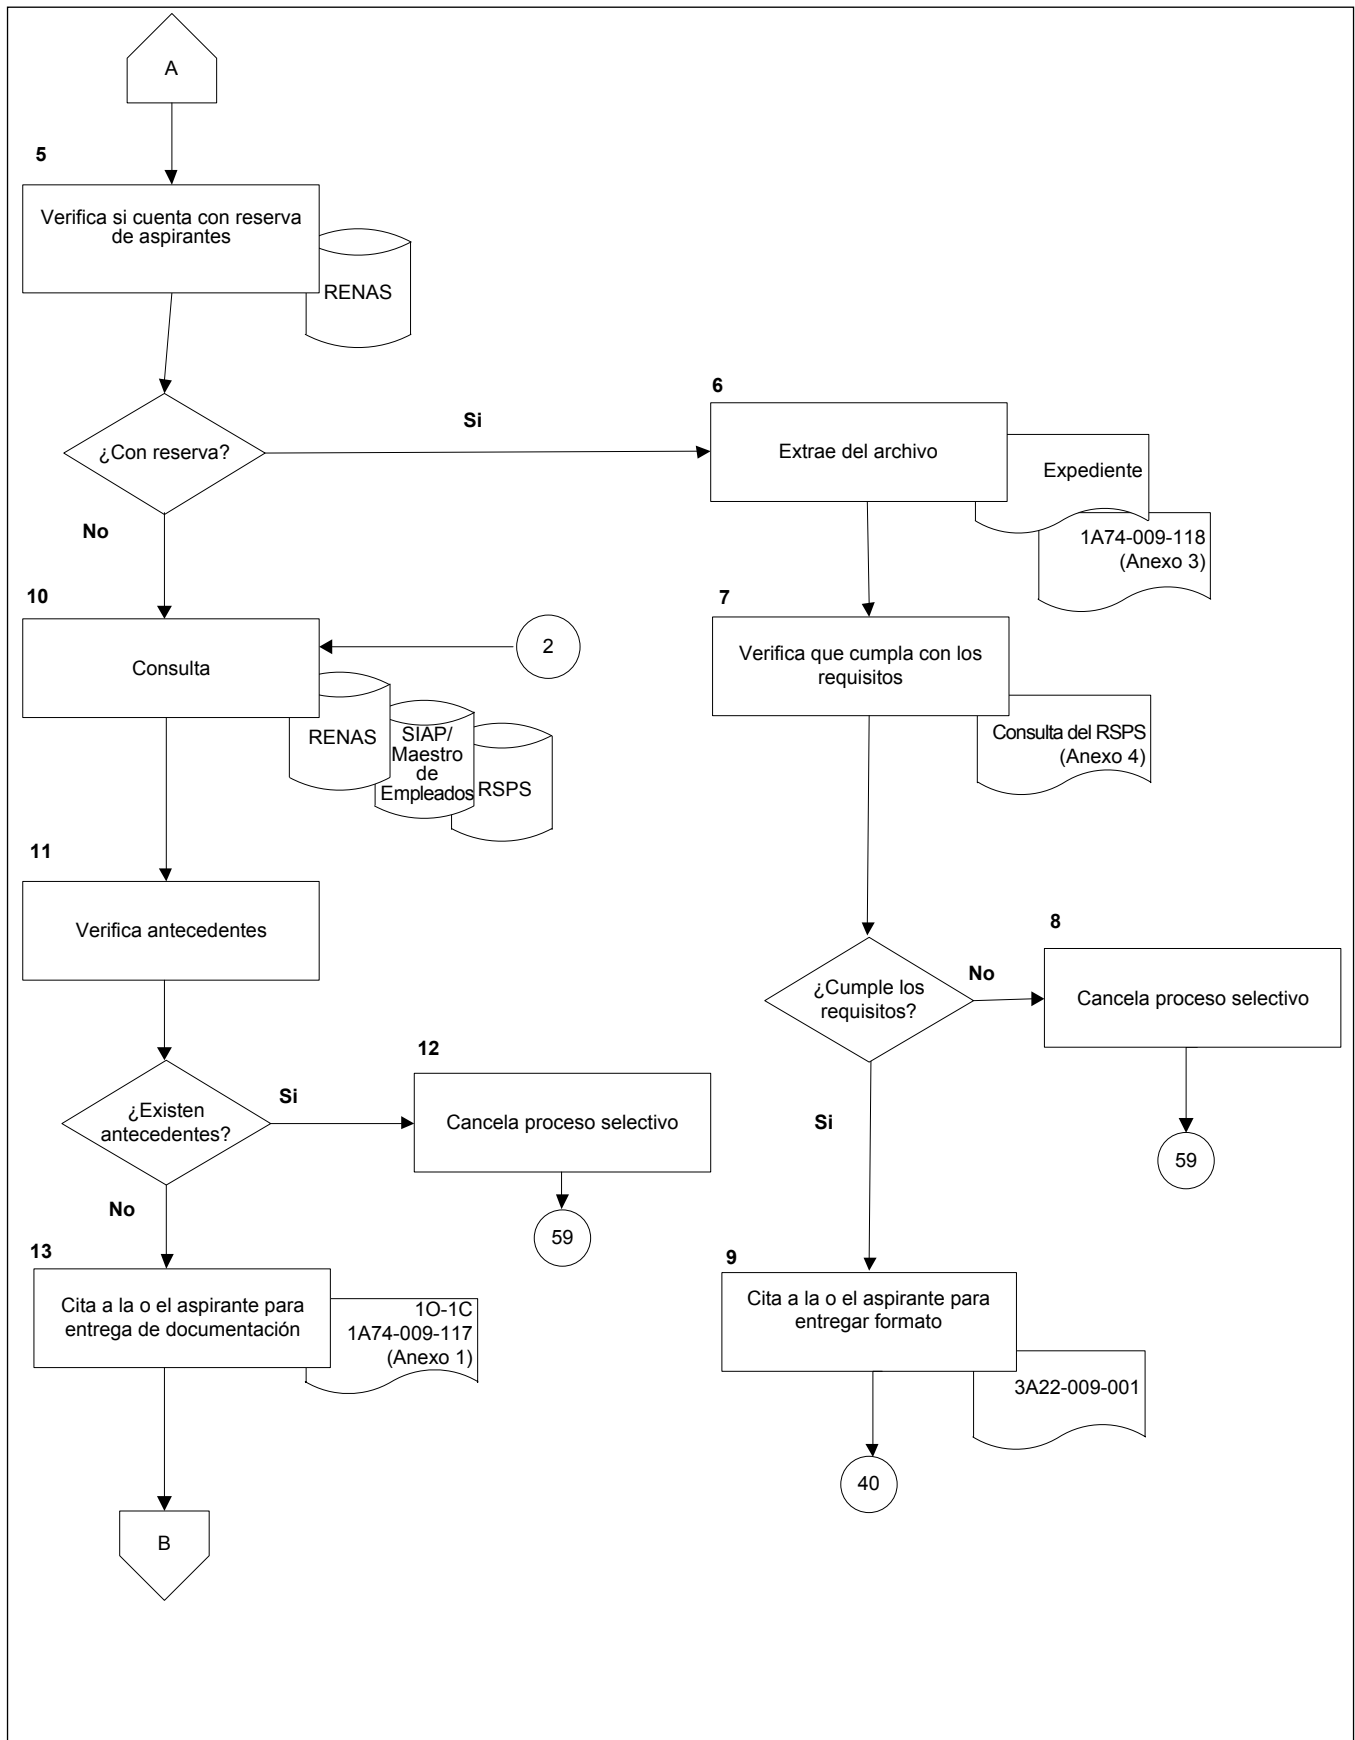 A
5
Verifica si cuenta con reserva
de aspirantes
RENAS
¿Con reserva?
Si
No
6
Extrae del archivo
Expediente
1A74-009-118
(Anexo 3)
7
Verifica que cumpla con los
requisitos
Consulta del RSPS
(Anexo 4)
10
Consulta
2
RENAS
SIAP/
Maestro
de
Empleados
RSPS
11
Verifica antecedentes
¿Cumple los
requisitos?
No
8
Cancela proceso selectivo
59
Si
¿Existen
antecedentes?
Si
12
Cancela proceso selectivo
59
No
13
Cita a la o el aspirante para
entrega de documentación
1O-1C
1A74-009-117
(Anexo 1)
9
Cita a la o el aspirante para
entregar formato
3A22-009-001
40
B